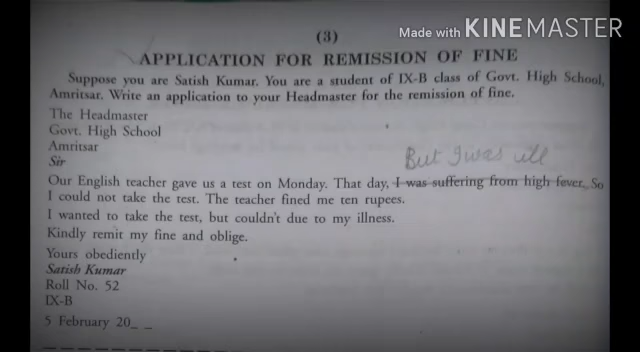 Made with KINEMASTER
(3)
APPLICATION FOR REMISSION OF FINE
Suppose you are Satish Kumar. You are a student of IX-B class of Govt. High School,
Amritsar. Write an application to your Headmaster for the remission of fine.
The Headmaster
Govt. High School
Amritsar
Sir
But I was ill
Our English teacher gave us a test on Monday. That day, I was suffering from high fever. So
I could not take the test. The teacher fined me ten rupees.
I wanted to take the test, but couldn't due to my illness.
Kindly remit my fine and oblige.
Yours obediently
Satish Kumar
Roll No. 52
IX-B
5 February 20_ _